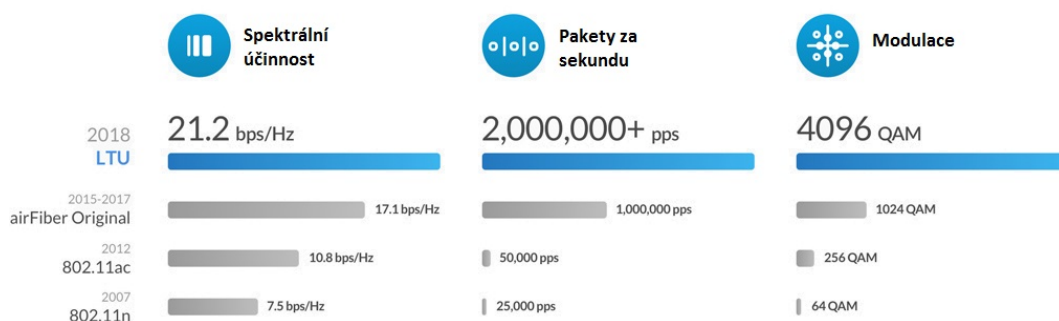 Spektrální
účinnost
Pakety za
sekundu
Modulace
2018
LTU
21.2 bps/Hz
2,000,000+ pps
4096 QAM
2015-2017
airFiber Original
17.1 bps/Hz
1,000,000 pps
1024 QAM
2012
802.11ac
10.8 bps/Hz
50,000 pps
256 QAM
2007
802.11n
7.5 bps/Hz
25,000 pps
64 QAM